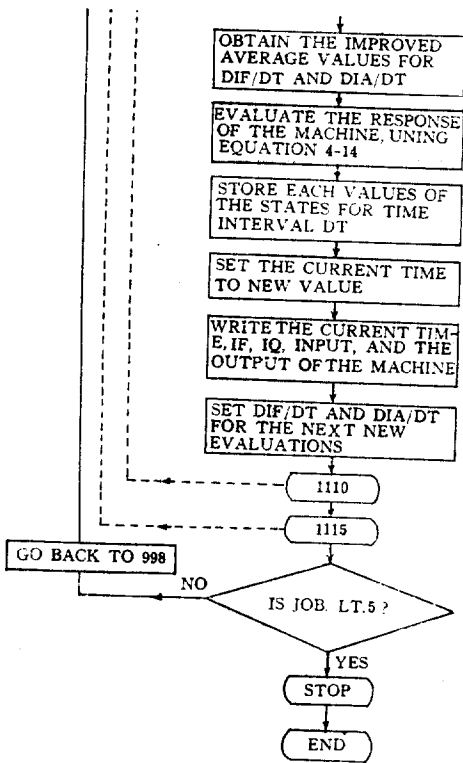 OBTAIN THE IMPROVED
AVERAGE VALUES FOR
DIF/DT AND DIA/DT
EVALUATE THE RESPONSE
OF THE MACHINE, UNING
EQUATION 4-14
STORE EACH VALUES OF
THE STATES FOR TIME
INTERVAL DT
SET THE CURRENT TIME
TO NEW VALUE
WRITE THE CURRENT TIM-
E, IF, IQ, INPUT, AND THE
OUTPUT OF THE MACHINE
SET DIF/DT AND DIA/DT
FOR THE NEXT NEW
EVALUATIONS
1110
1115
GO BACK TO 998
NO
IS JOB. LT.5 ?
YES
STOP
END